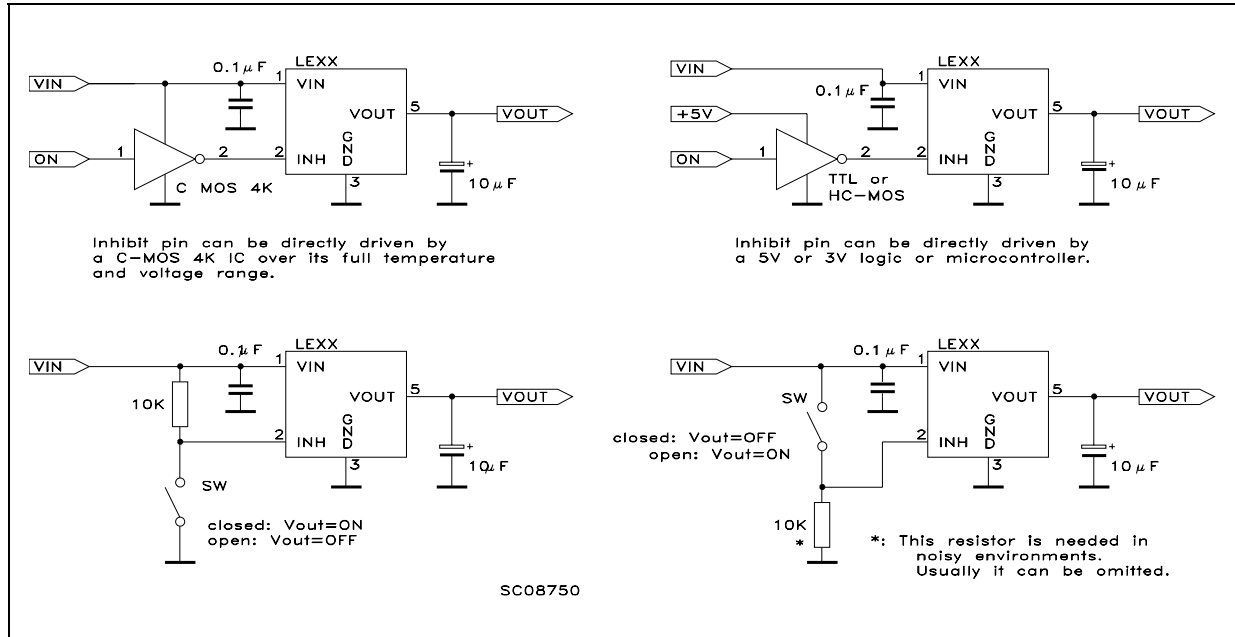 LEXX
0.1µF
VIN
1
VIN
VOUT
5
VOUT
ON
1
2
2
INH
GND
3
+
10µF
C MOS 4K
Inhibit pin can be directly driven by
a C-MOS 4K IC over its full temperature
and voltage range.
LEXX
VIN
1
VIN
0.1µF
+5V
VOUT
5
VOUT
ON
1
2
2
INH
GND
3
+
10µF
TTL or
HC-MOS
Inhibit pin can be directly driven by
a 5V or 3V logic or microcontroller.
LEXX
0.1µF
VIN
1
VIN
10K
VOUT
5
VOUT
2
INH
GND
3
+
10µF
SW
closed: Vout=ON
open: Vout=OFF
LEXX
0.1µF
VIN
1
VIN
SW
VOUT
5
VOUT
closed: Vout=OFF
open: Vout=ON
2
INH
GND
3
+
10µF
10K
*
*: This resistor is needed in
noisy environments.
Usually it can be omitted.
SC08750